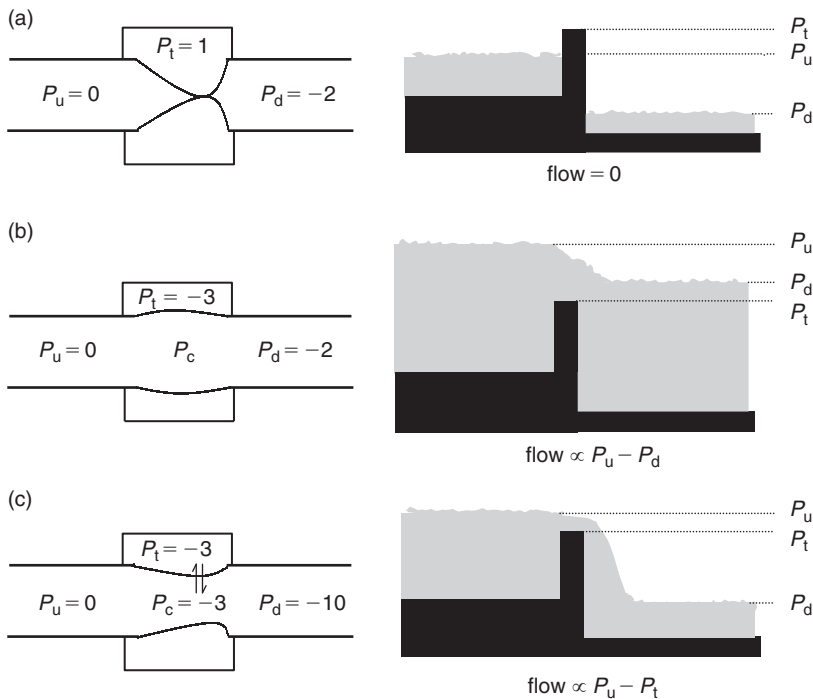 (a)
P_t = 1
P_u = 0
P_d = −2
P_t
P_u
P_d
flow = 0
(b)
P_t = −3
P_u = 0
P_c
P_d = −2
P_u
P_d
P_t
flow ∝ P_u − P_d
(c)
P_t = −3
P_u = 0
P_c = −3
P_d = −10
P_u
P_t
P_d
flow ∝ P_u − P_t